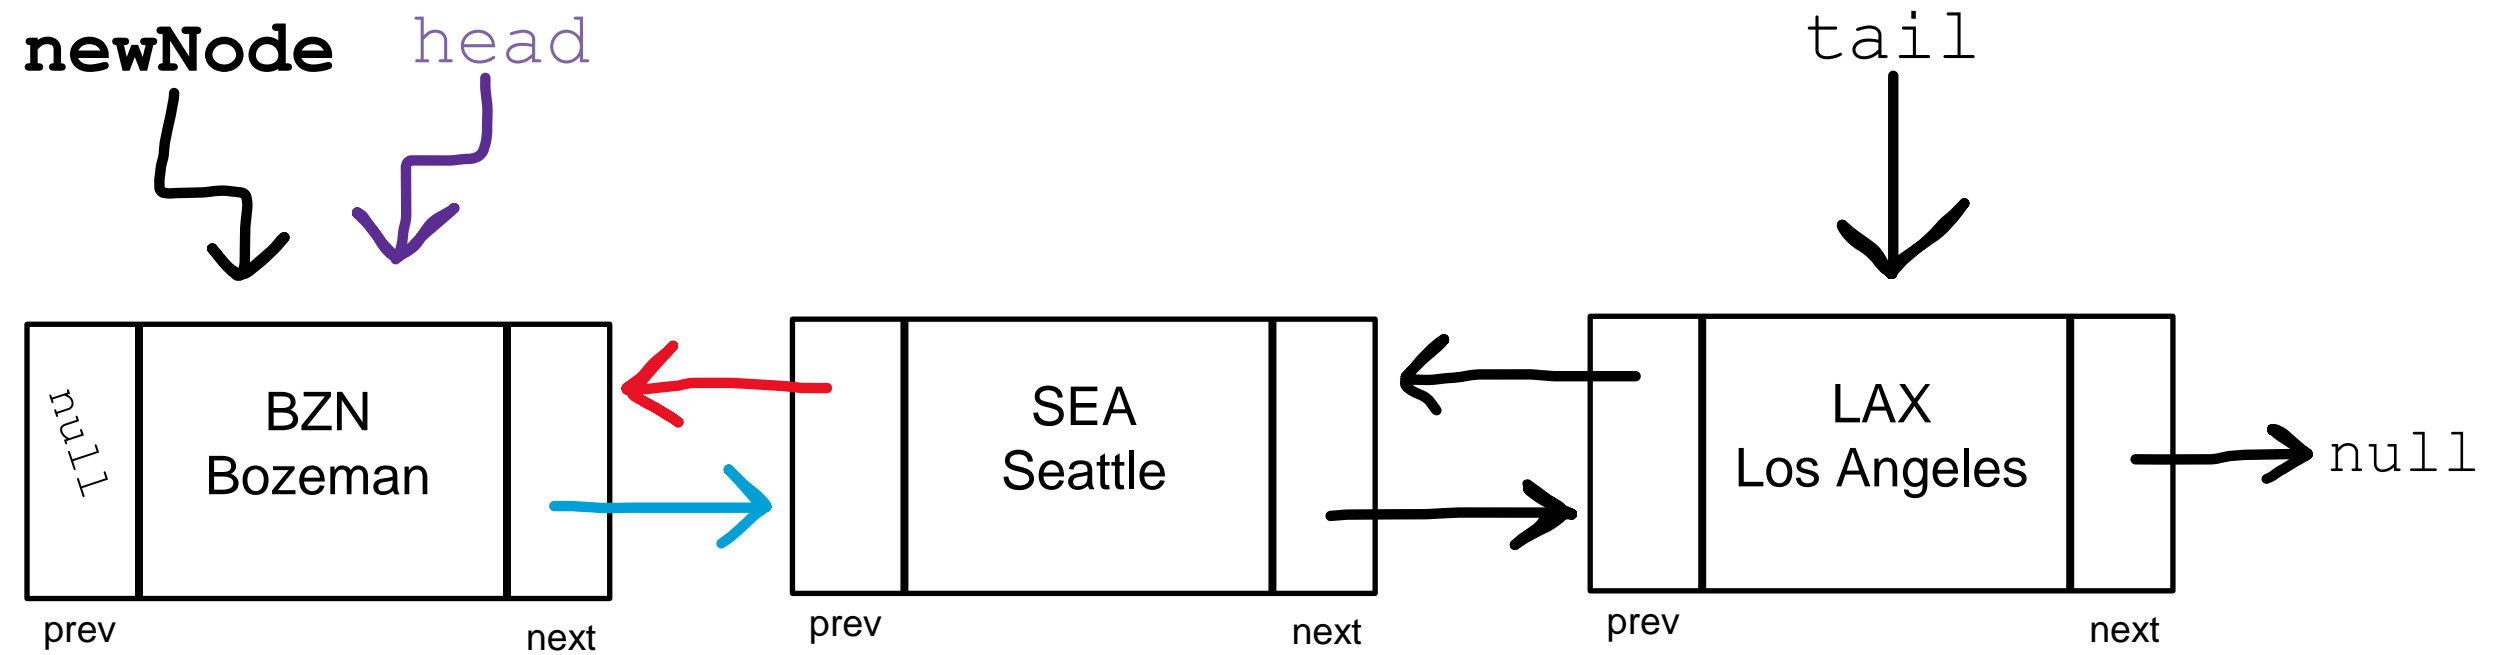 newNode
head
tail
null
BZN
Bozeman
SEA
Seattle
LAX
Los Angeles
null
prev
next
prev
next
prev
next